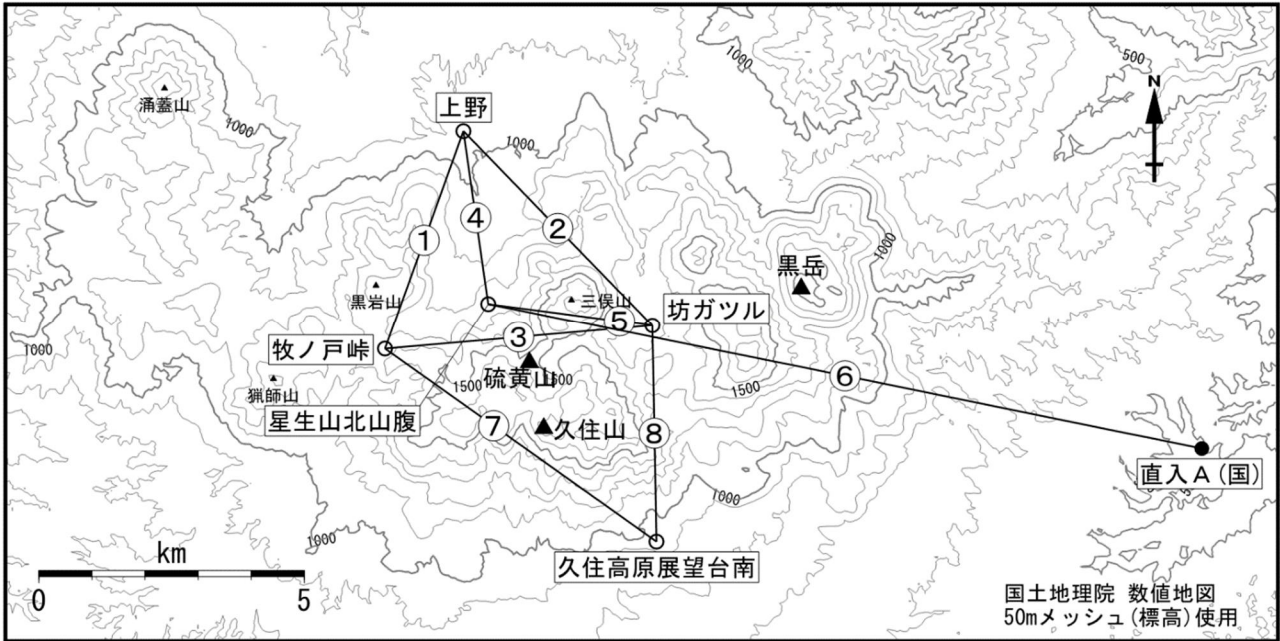 1000
500
N
涌蓋山
1000
上野
1000
④
②
①
1000
黒岳
黒岩山
三俣山
坊ガツル
⑤
③
牧ノ戸峠
1000
⑥
硫黄山
1500
1500
1500
猟師山
星生山北山腹
⑦
久住山
⑧
直入A(国)
1000
1000
久住高原展望台南
km
0
5
国土地理院 数値地図
50mメッシュ(標高)使用